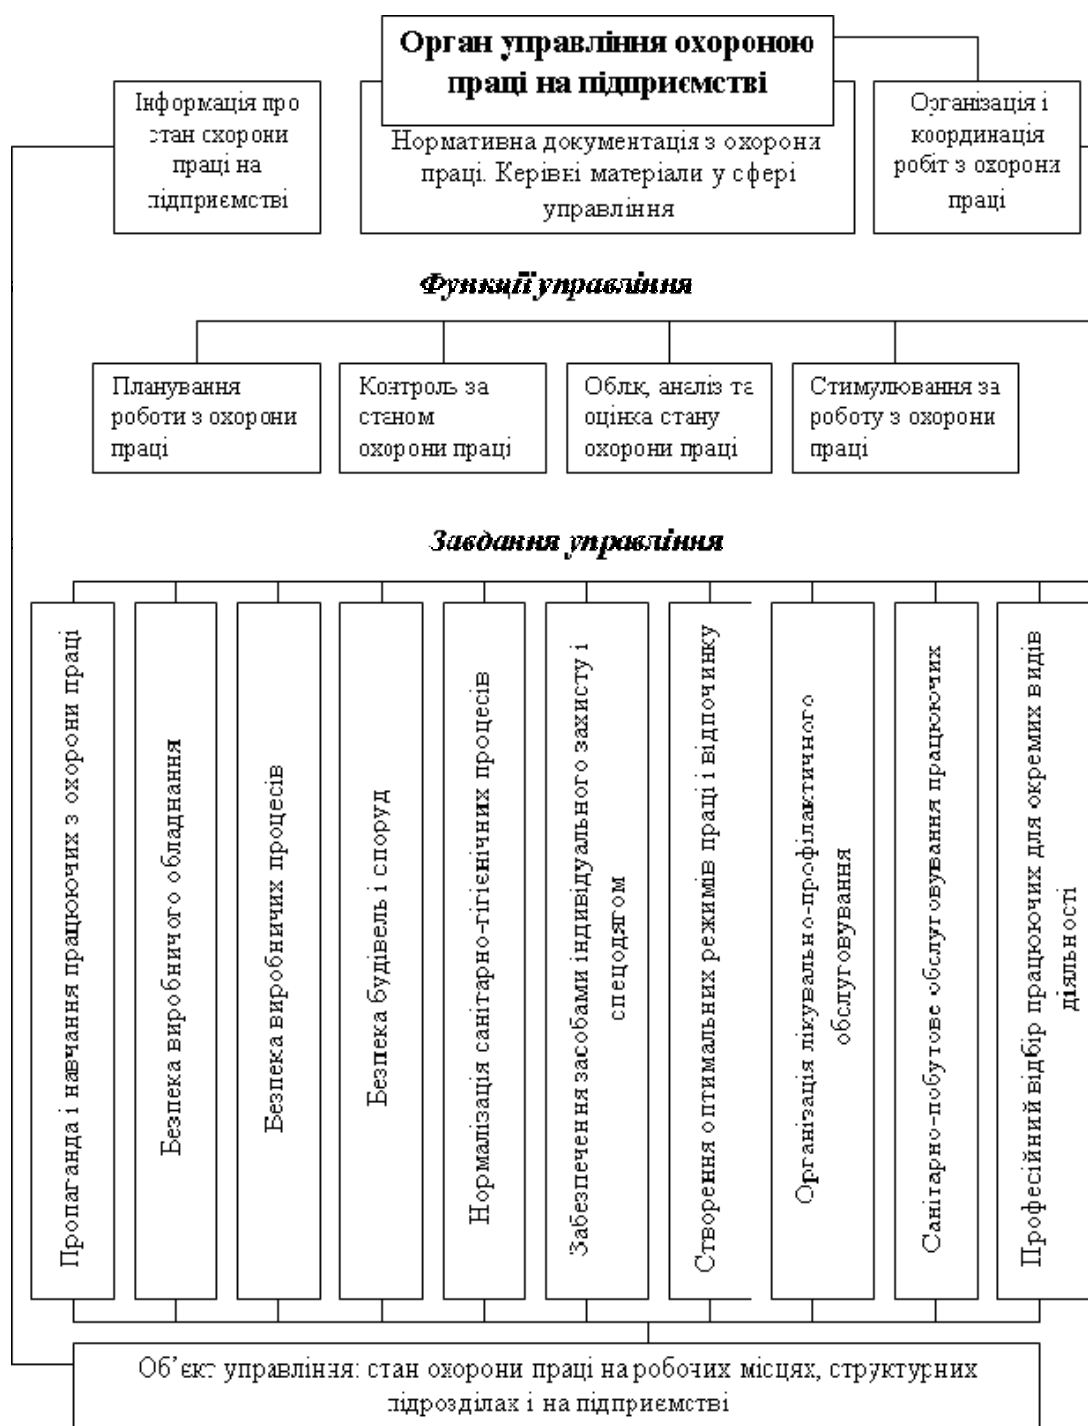 Орган управління охороною
праці на підприємстві
Інформація про
стан охорони
праці на
підприємстві
Нормативна документація з охорони
праці. Керівні матеріали у сфері
управління
Організація і
координація
робіт з охорони
праці
Функції управління
Планування
роботи з охорони
праці
Контроль за
станом
охорони праці
Облік, аналіз та
оцінка стану
охорони праці
Стимулювання за
роботу з охорони
праці
Завдання управління
Пропаганда і навчання працюючих з охорони праці
Безпека виробничого обладнання
Безпека виробничих процесів
Безпека будівель і споруд
Нормалізація санітарно-гігієнічних процесів
Забезпечення засобами індивідуального захисту і
спецодягом
Створення оптимальних режимів праці і відпочинку
Організація лікувально-профілактичного
обслуговування
Санітарно-побутове обслуговування працюючих
Професійний відбір працюючих для окремих видів
діяльності
Об’єкт управління: стан охорони праці на робочих місцях, структурних
підрозділах і на підприємстві